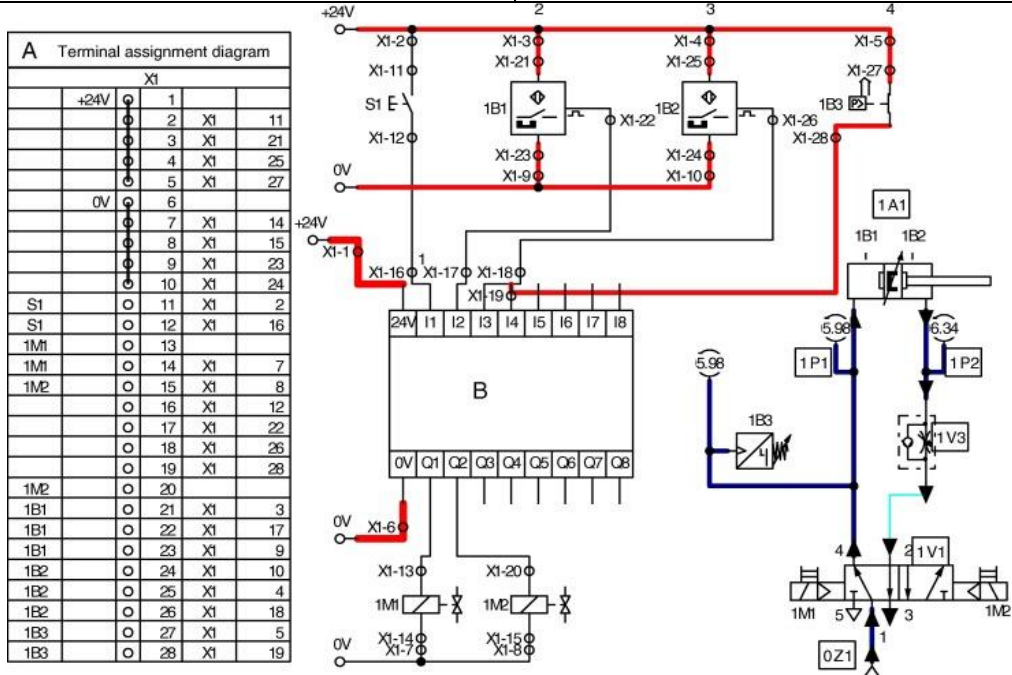 A Terminal assignment diagram
X1
+24V 1
2 X1 11
3 X1 21
4 X1 25
5 X1 27
0V 6
7 X1 14
8 X1 15
9 X1 23
10 X1 24
S1 11 X1 2
S1 12 X1 16
1M1 13
1M1 14 X1 7
1M2 15 X1 8
16 X1 12
17 X1 22
18 X1 26
19 X1 28
1M2 20
1B1 21 X1 3
1B1 22 X1 17
1B1 23 X1 9
1B2 24 X1 10
1B2 25 X1 4
1B2 26 X1 18
1B3 27 X1 5
1B3 28 X1 19
+24V 2 3 4
X1-2 X1-3 X1-4 X1-5
X1-11 X1-21 X1-25 X1-27
S1 E 1B1 1B2 1B3 P>
X1-22 X1-26
X1-12 X1-28
X1-23 X1-24
0V X1-9 X1-10
+24V
X1-1
1
X1-16 X1-17 X1-18
X1-19
24V I1 I2 I3 I4 I5 I6 I7 I8
B
0V Q1 Q2 Q3 Q4 Q5 Q6 Q7 Q8
0V X1-6
X1-13 X1-20
1M1 1M2
X1-14 X1-15
X1-7 X1-8
0V
1A1
1B1 1B2
5.98 6.34
1P1 1P2
5.98
1B3
1V3
4 2 1V1
1M1 5 3 1M2
1
0Z1